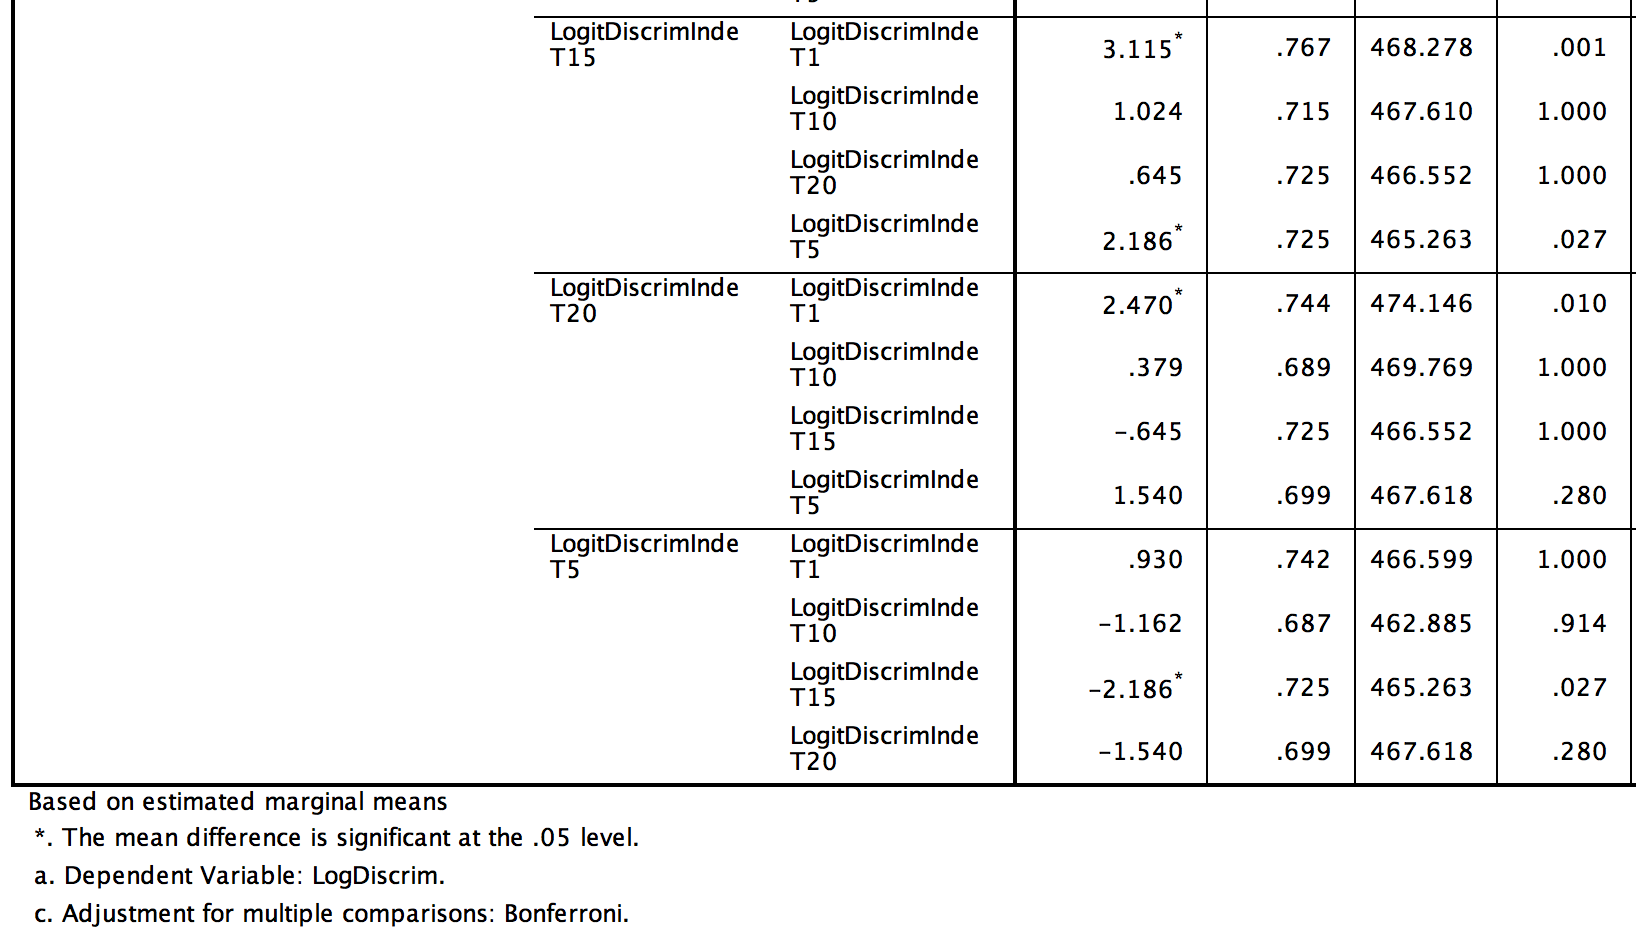 LogitDiscrimInde LogitDiscrimInde 3.115* .767 468.278 .001
T15 T1
LogitDiscrimInde 1.024 .715 467.610 1.000
T10
LogitDiscrimInde .645 .725 466.552 1.000
T20
LogitDiscrimInde 2.186* .725 465.263 .027
T5
LogitDiscrimInde LogitDiscrimInde 2.470* .744 474.146 .010
T20 T1
LogitDiscrimInde .379 .689 469.769 1.000
T10
LogitDiscrimInde -.645 .725 466.552 1.000
T15
LogitDiscrimInde 1.540 .699 467.618 .280
T5
LogitDiscrimInde LogitDiscrimInde .930 .742 466.599 1.000
T5 T1
LogitDiscrimInde -1.162 .687 462.885 .914
T10
LogitDiscrimInde -2.186* .725 465.263 .027
T15
LogitDiscrimInde -1.540 .699 467.618 .280
T20
Based on estimated marginal means
*. The mean difference is significant at the .05 level.
a. Dependent Variable: LogDiscrim.
c. Adjustment for multiple comparisons: Bonferroni.